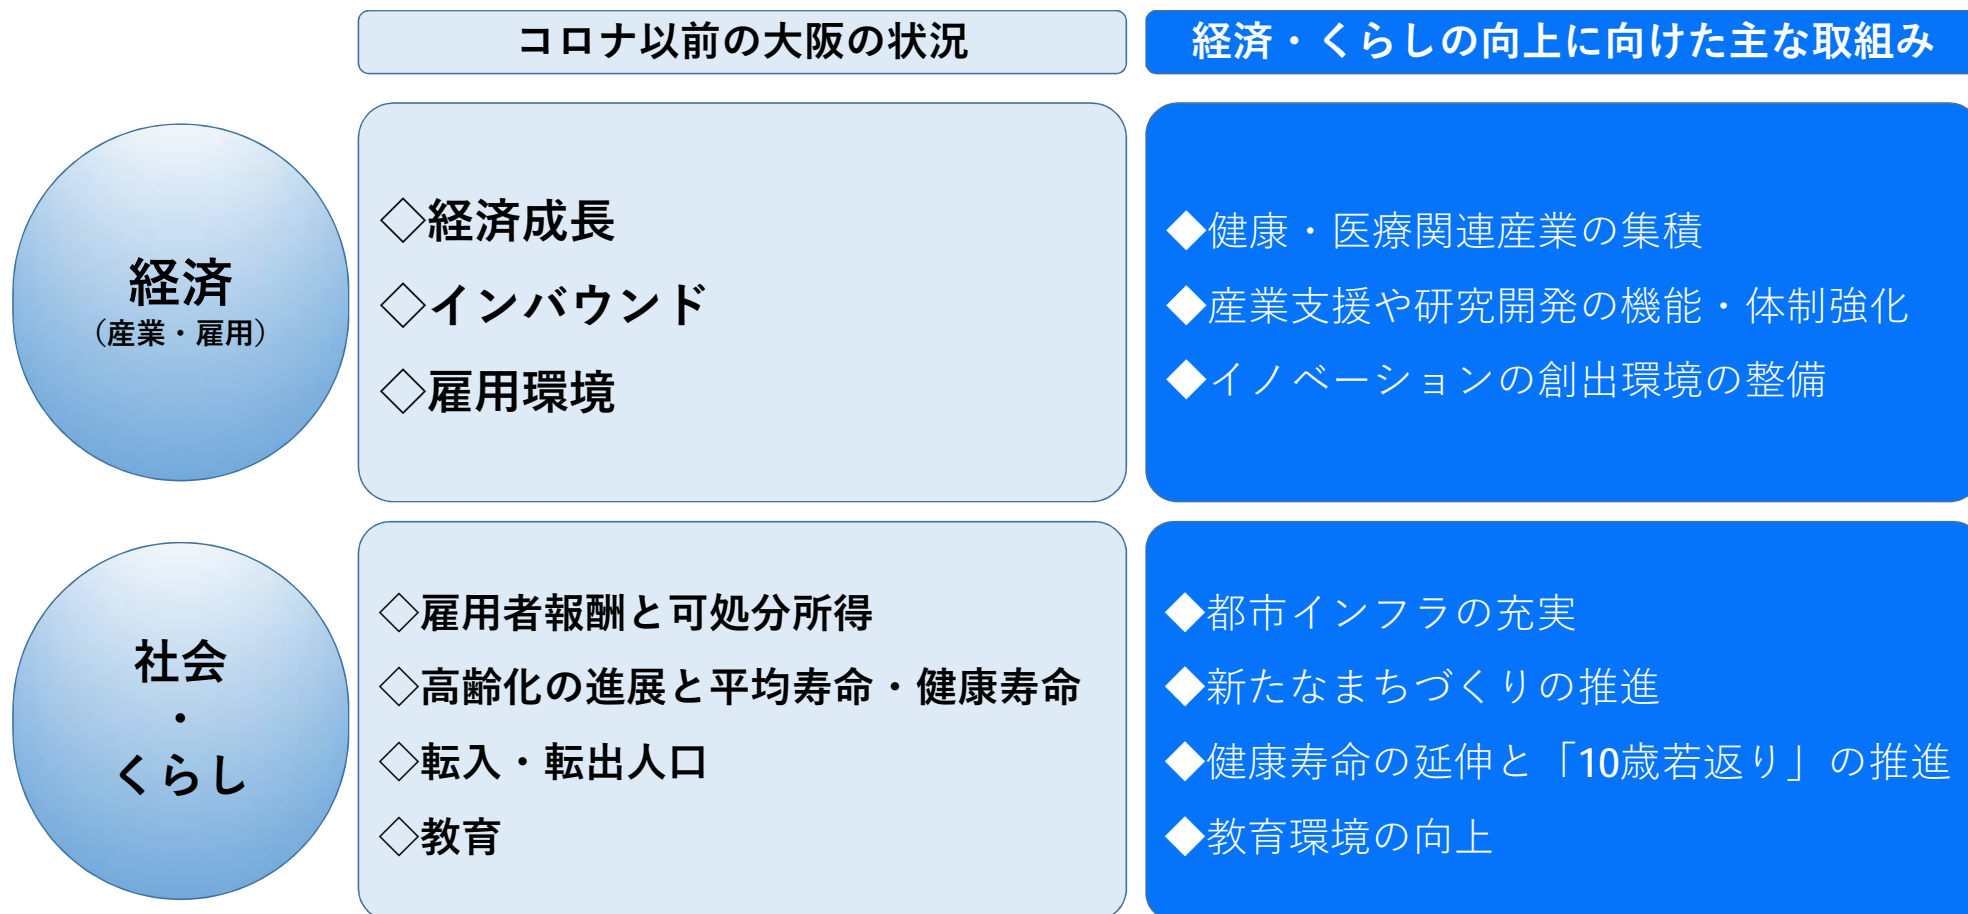 コロナ以前の大阪の状況
経済・くらしの向上に向けた主な取組み
経済
（産業・雇用）
◇経済成長
◇インバウンド
◇雇用環境
◆健康・医療関連産業の集積
◆産業支援や研究開発の機能・体制強化
◆イノベーションの創出環境の整備
社会
・
くらし
◇雇用者報酬と可処分所得
◇高齢化の進展と平均寿命・健康寿命
◇転入・転出人口
◇教育
◆都市インフラの充実
◆新たなまちづくりの推進
◆健康寿命の延伸と「10歳若返り」の推進
◆教育環境の向上